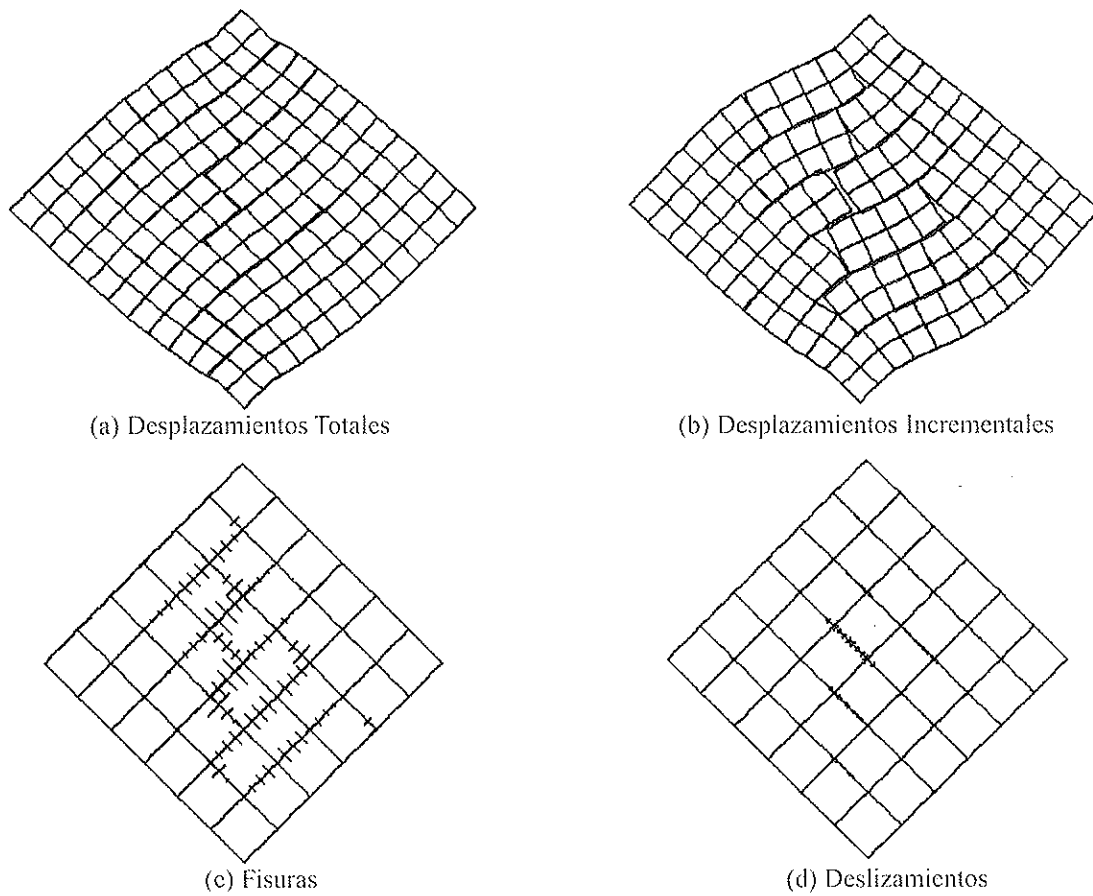 (a) Desplazamientos Totales
(b) Desplazamientos Incrementales
(c) Fisuras
(d) Deslizamientos